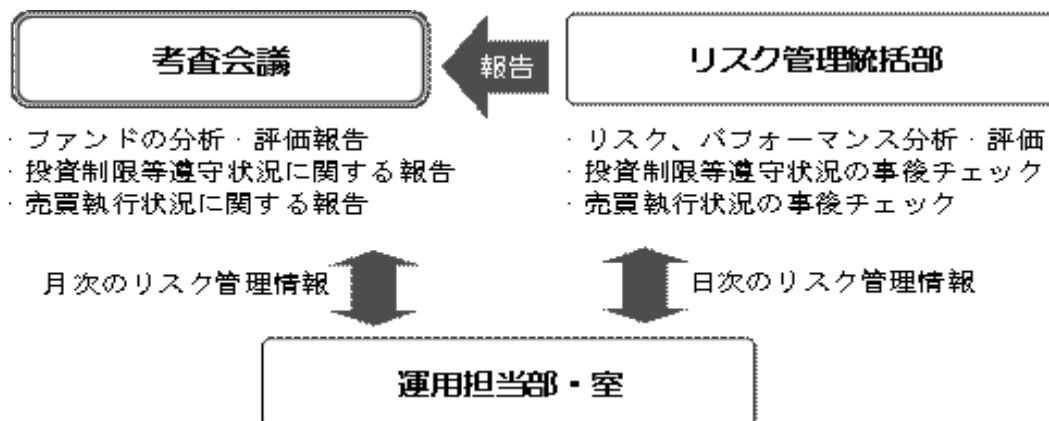 考査会議
報告
リスク管理統括部
・ファンドの分析・評価報告
・投資制限等遵守状況に関する報告
・売買執行状況に関する報告
・リスク、パフォーマンス分析・評価
・投資制限等遵守状況の事後チェック
・売買執行状況の事後チェック
月次のリスク管理情報
日次のリスク管理情報
運用担当部・室